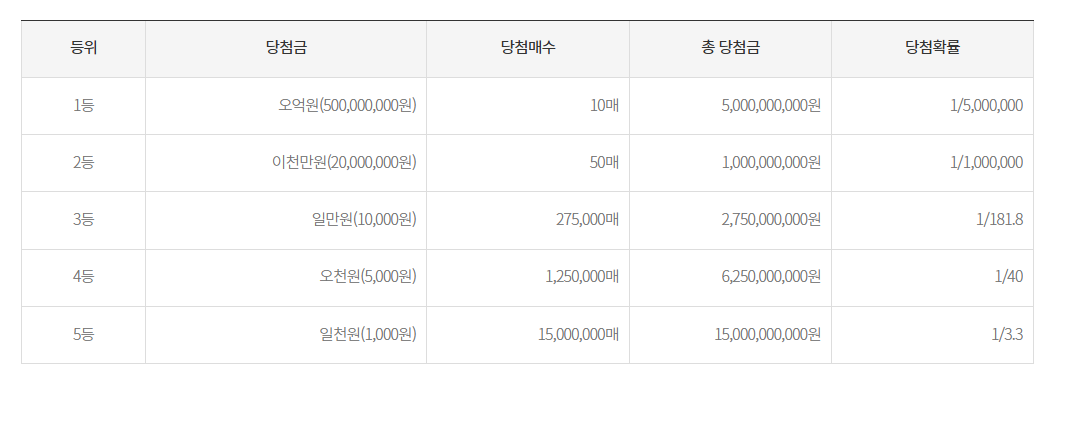 등위 당첨금 당첨매수 총 당첨금 당첨확률
1등 오억원(500,000,000원) 10매 5,000,000,000원 1/5,000,000
2등 이천만원(20,000,000원) 50매 1,000,000,000원 1/1,000,000
3등 일만원(10,000원) 275,000매 2,750,000,000원 1/181.8
4등 오천원(5,000원) 1,250,000매 6,250,000,000원 1/40
5등 일천원(1,000원) 15,000,000매 15,000,000,000원 1/3.3